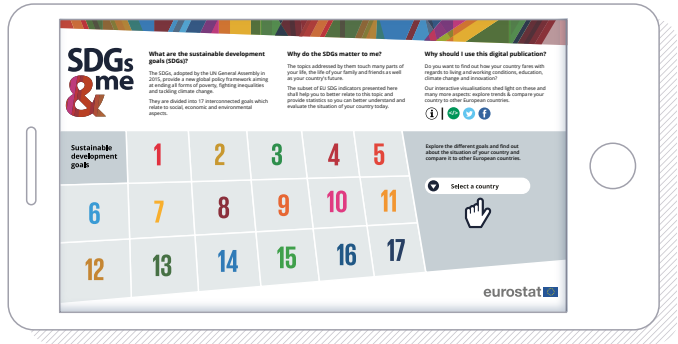 SDGs
&me
What are the sustainable development
goals (SDGs)?
The SDGs, adopted by the UN General Assembly in
2015, provide a new global policy framework aiming
at ending all forms of poverty, fighting inequalities
and tackling climate change.
They are divided into 17 interconnected goals which
relate to social, economic and environmental
aspects.
Why do the SDGs matter to me?
The topics addressed by them touch many parts of
your life, the life of your family and friends as well
as your country's future.
The subset of EU SDG indicators presented here
shall help you to better relate to this topic and
provide statistics so you can better understand and
evaluate the situation of your country today.
Why should I use this digital publication?
Do you want to find out how your country fares with
regards to living and working conditions, education,
climate change and innovation?
Our interactive visualisations shed light on these and
many more aspects: explore trends & compare your
country to other European countries.
i | </> f
Sustainable
development
goals
1 2 3 4 5
6 7 8 9 10 11
12 13 14 15 16 17
Explore the different goals and find out
about the situation of your country and
compare it to other European countries.
Select a country
eurostat